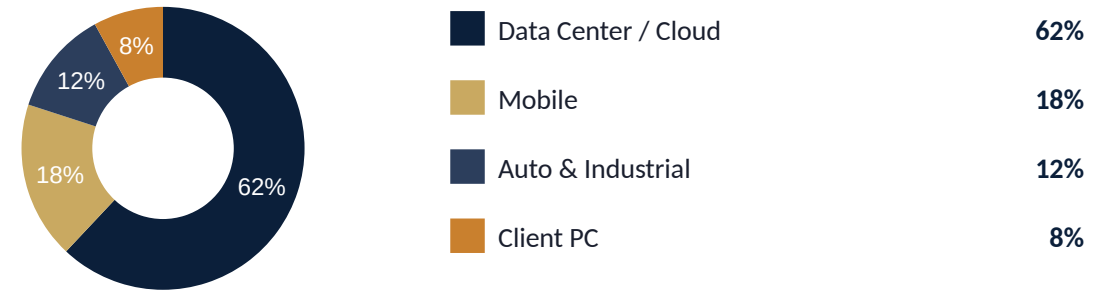 8%
12%
18%
62%
Data Center / Cloud 62%
Mobile 18%
Auto & Industrial 12%
Client PC 8%